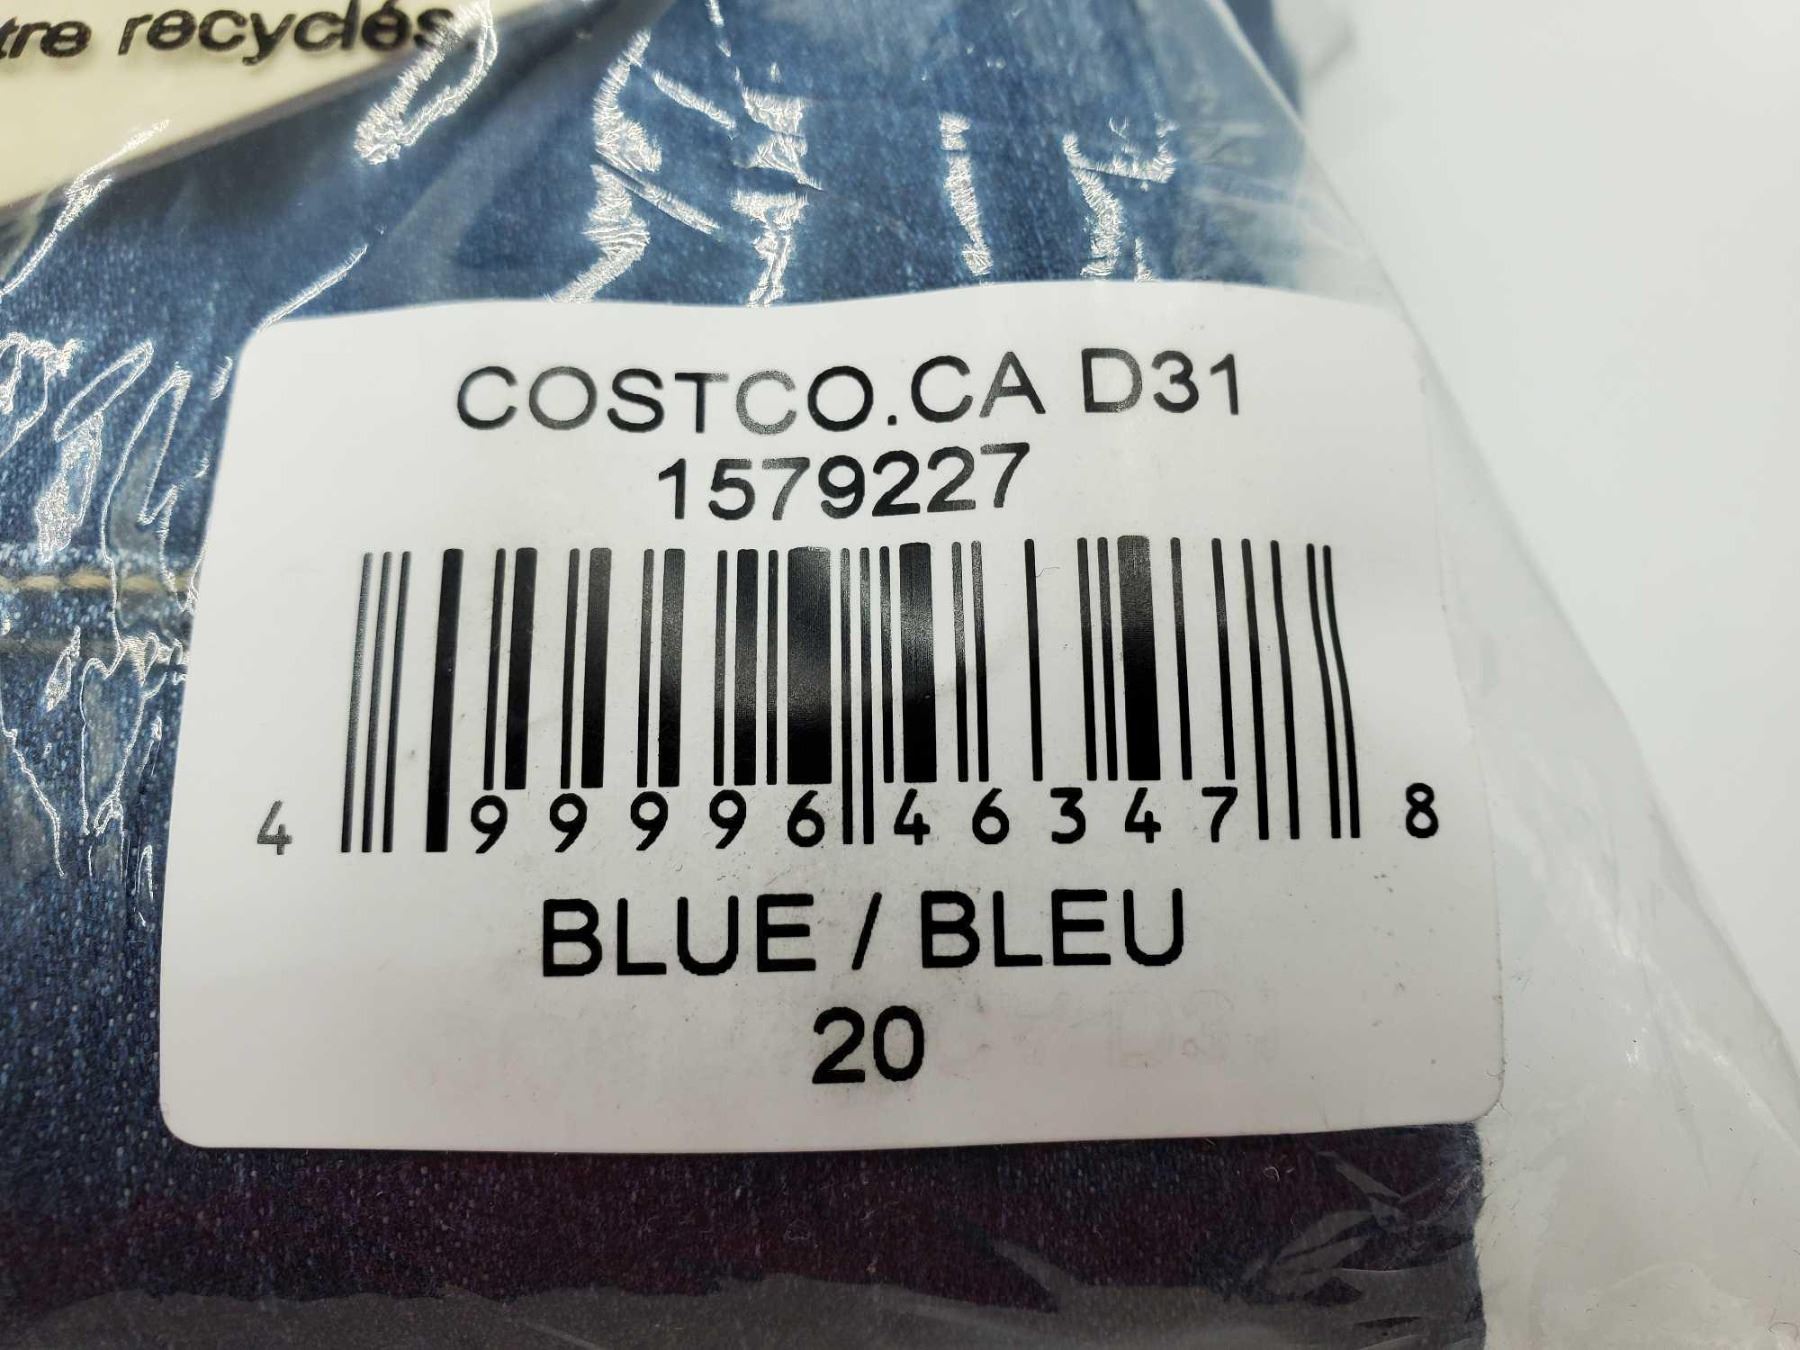 tre recyclés.
COSTCO.CA D31
1579227
4 99996 46347 8
BLUE / BLEU
20